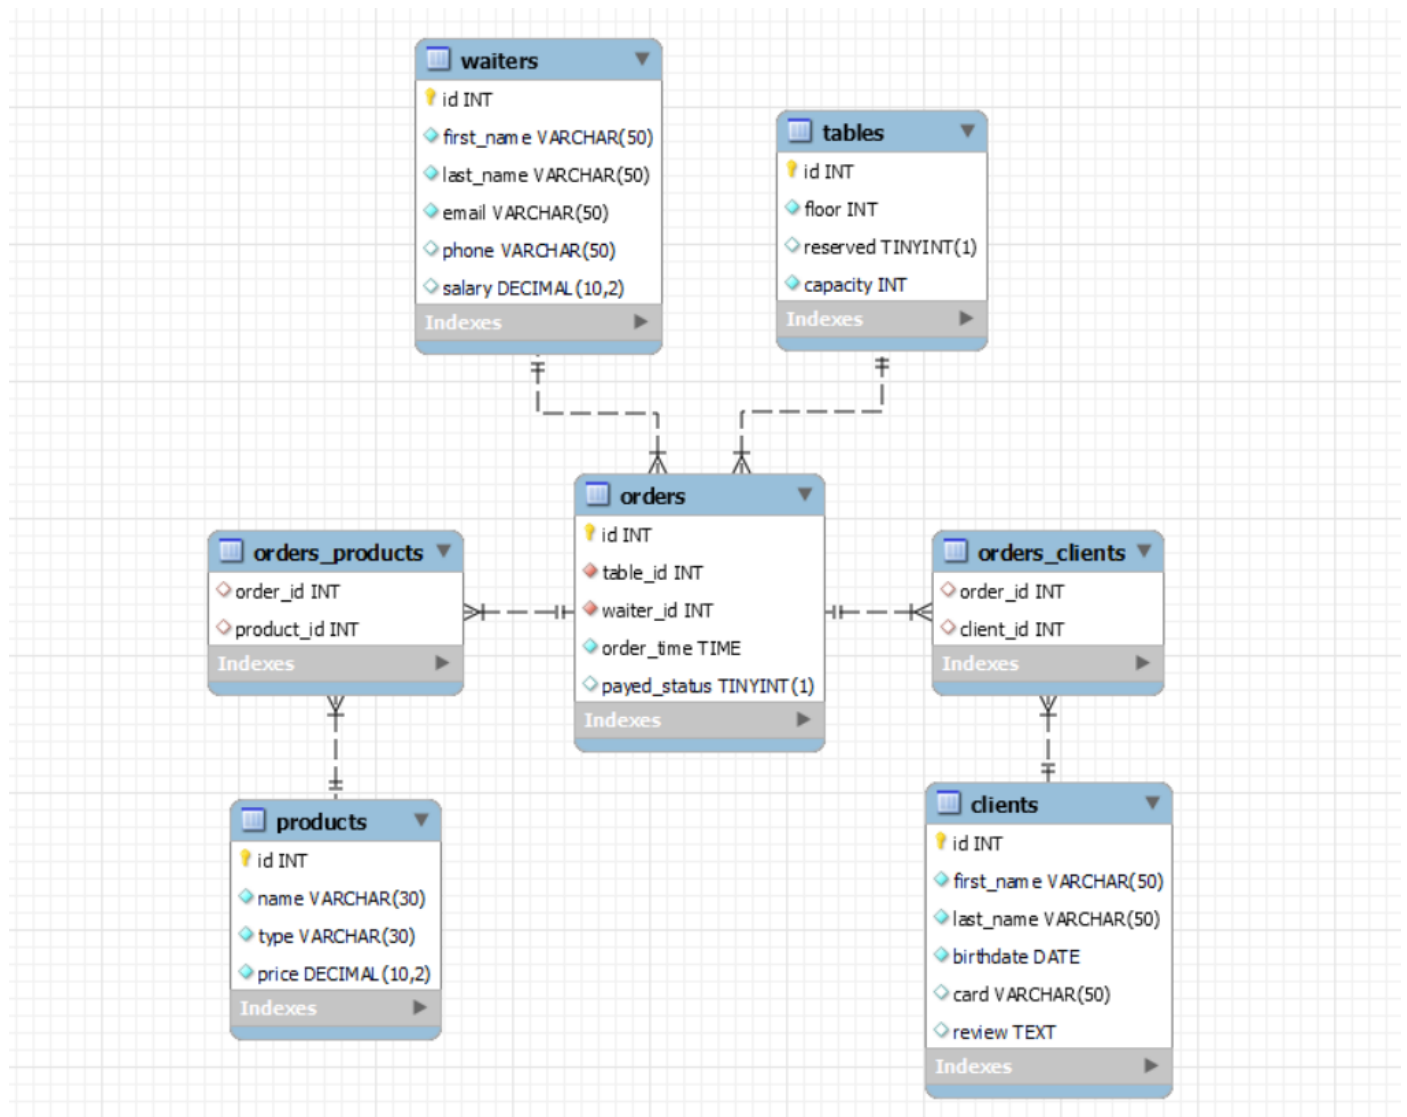 waiters
id INT
first_name VARCHAR(50)
last_name VARCHAR(50)
email VARCHAR(50)
phone VARCHAR(50)
salary DECIMAL(10,2)
Indexes
tables
id INT
floor INT
reserved TINYINT(1)
capacity INT
Indexes
orders
id INT
table_id INT
waiter_id INT
order_time TIME
payed_status TINYINT(1)
Indexes
orders_products
order_id INT
product_id INT
Indexes
orders_clients
order_id INT
client_id INT
Indexes
products
id INT
name VARCHAR(30)
type VARCHAR(30)
price DECIMAL(10,2)
Indexes
clients
id INT
first_name VARCHAR(50)
last_name VARCHAR(50)
birthdate DATE
card VARCHAR(50)
review TEXT
Indexes